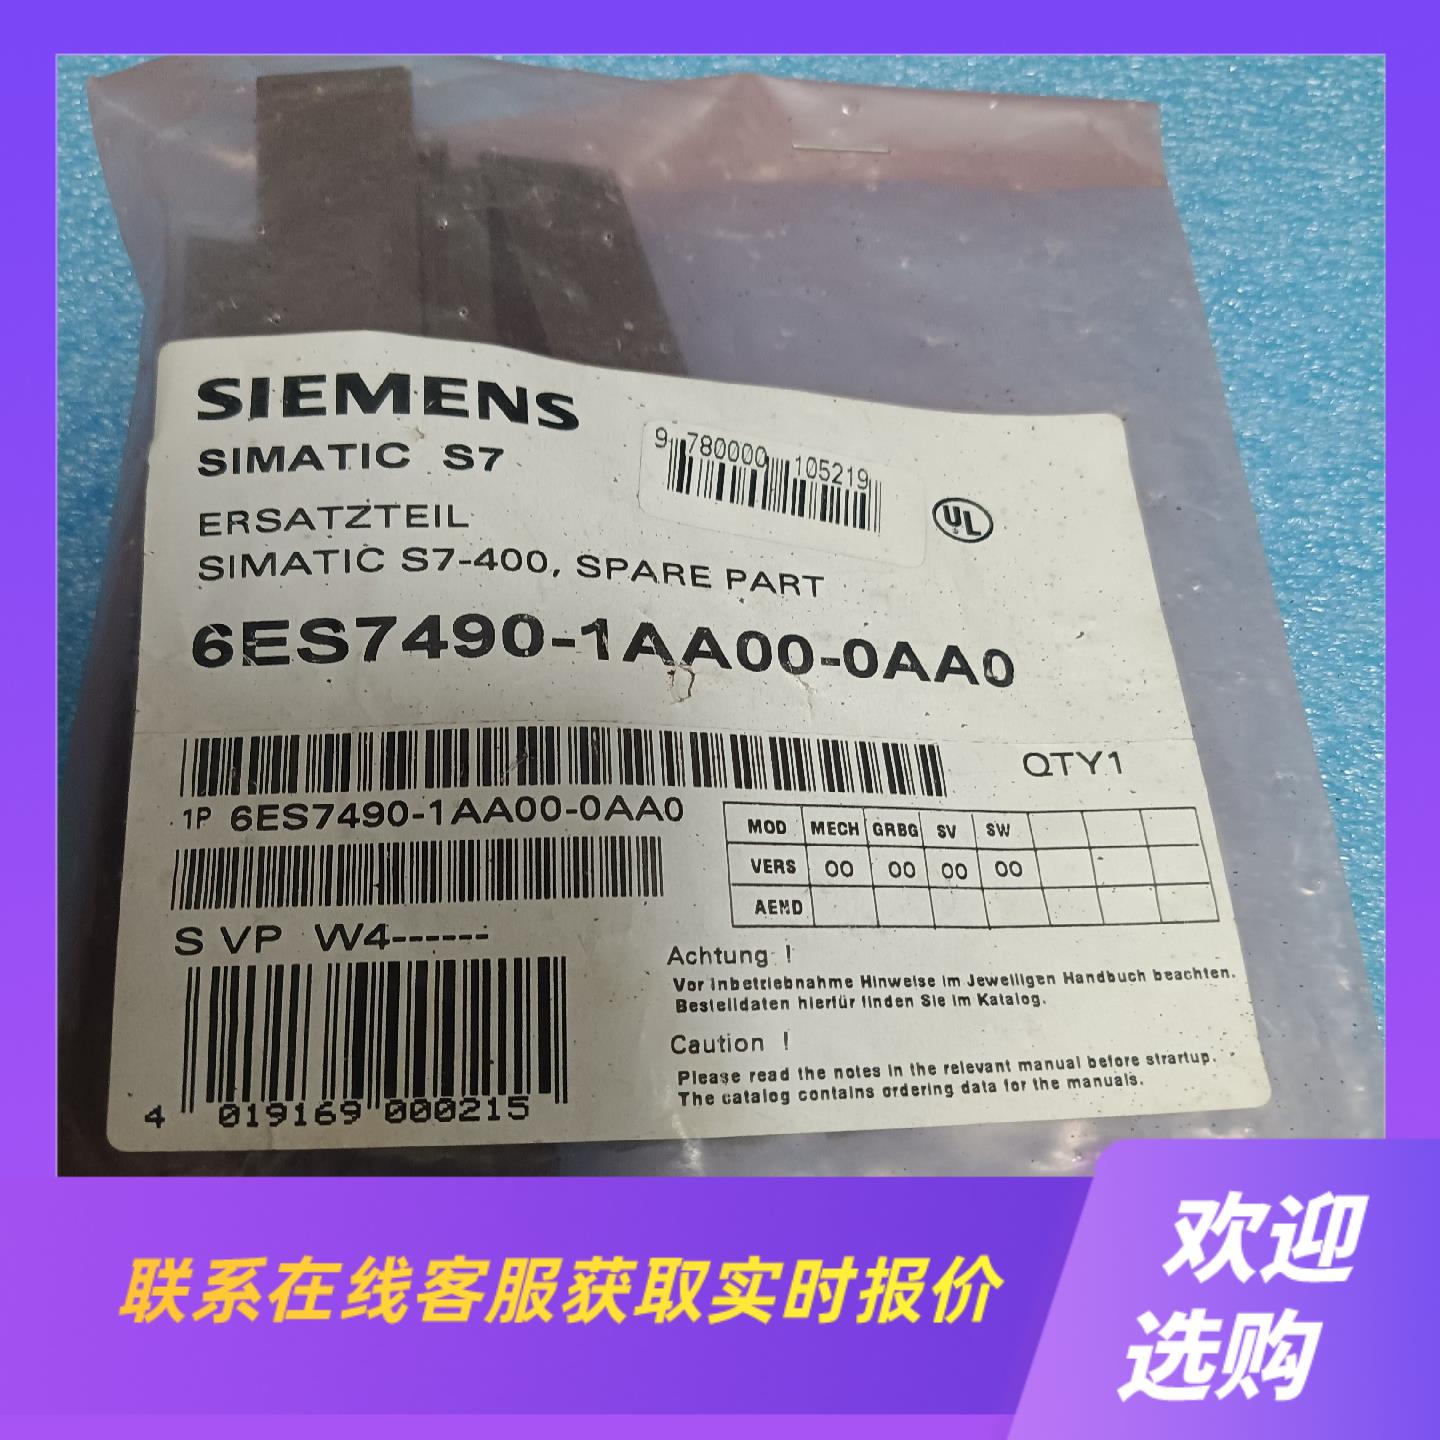 SIEMENS
SIMATIC S7
ERSATZTEIL
SIMATIC S7-400, SPARE PART
9 780000 105219
UL
6ES7490-1AA00-0AA0
QTY1
1P 6ES7490-1AA00-0AA0
MOD MECH GRBG SV SW
VERS 00 00 00 00
AEND
S VP W4------
4 019169 000215
Achtung !
Vor Inbetriebnahme Hinweise im Jeweiligen Handbuch beachten.
Bestelldaten hierfür finden Sie im Katalog.
Caution !
Please read the notes in the relevant manual before strartup.
The catalog contains ordering data for the manuals.
联系在线客服获取实时报价
欢迎
选购